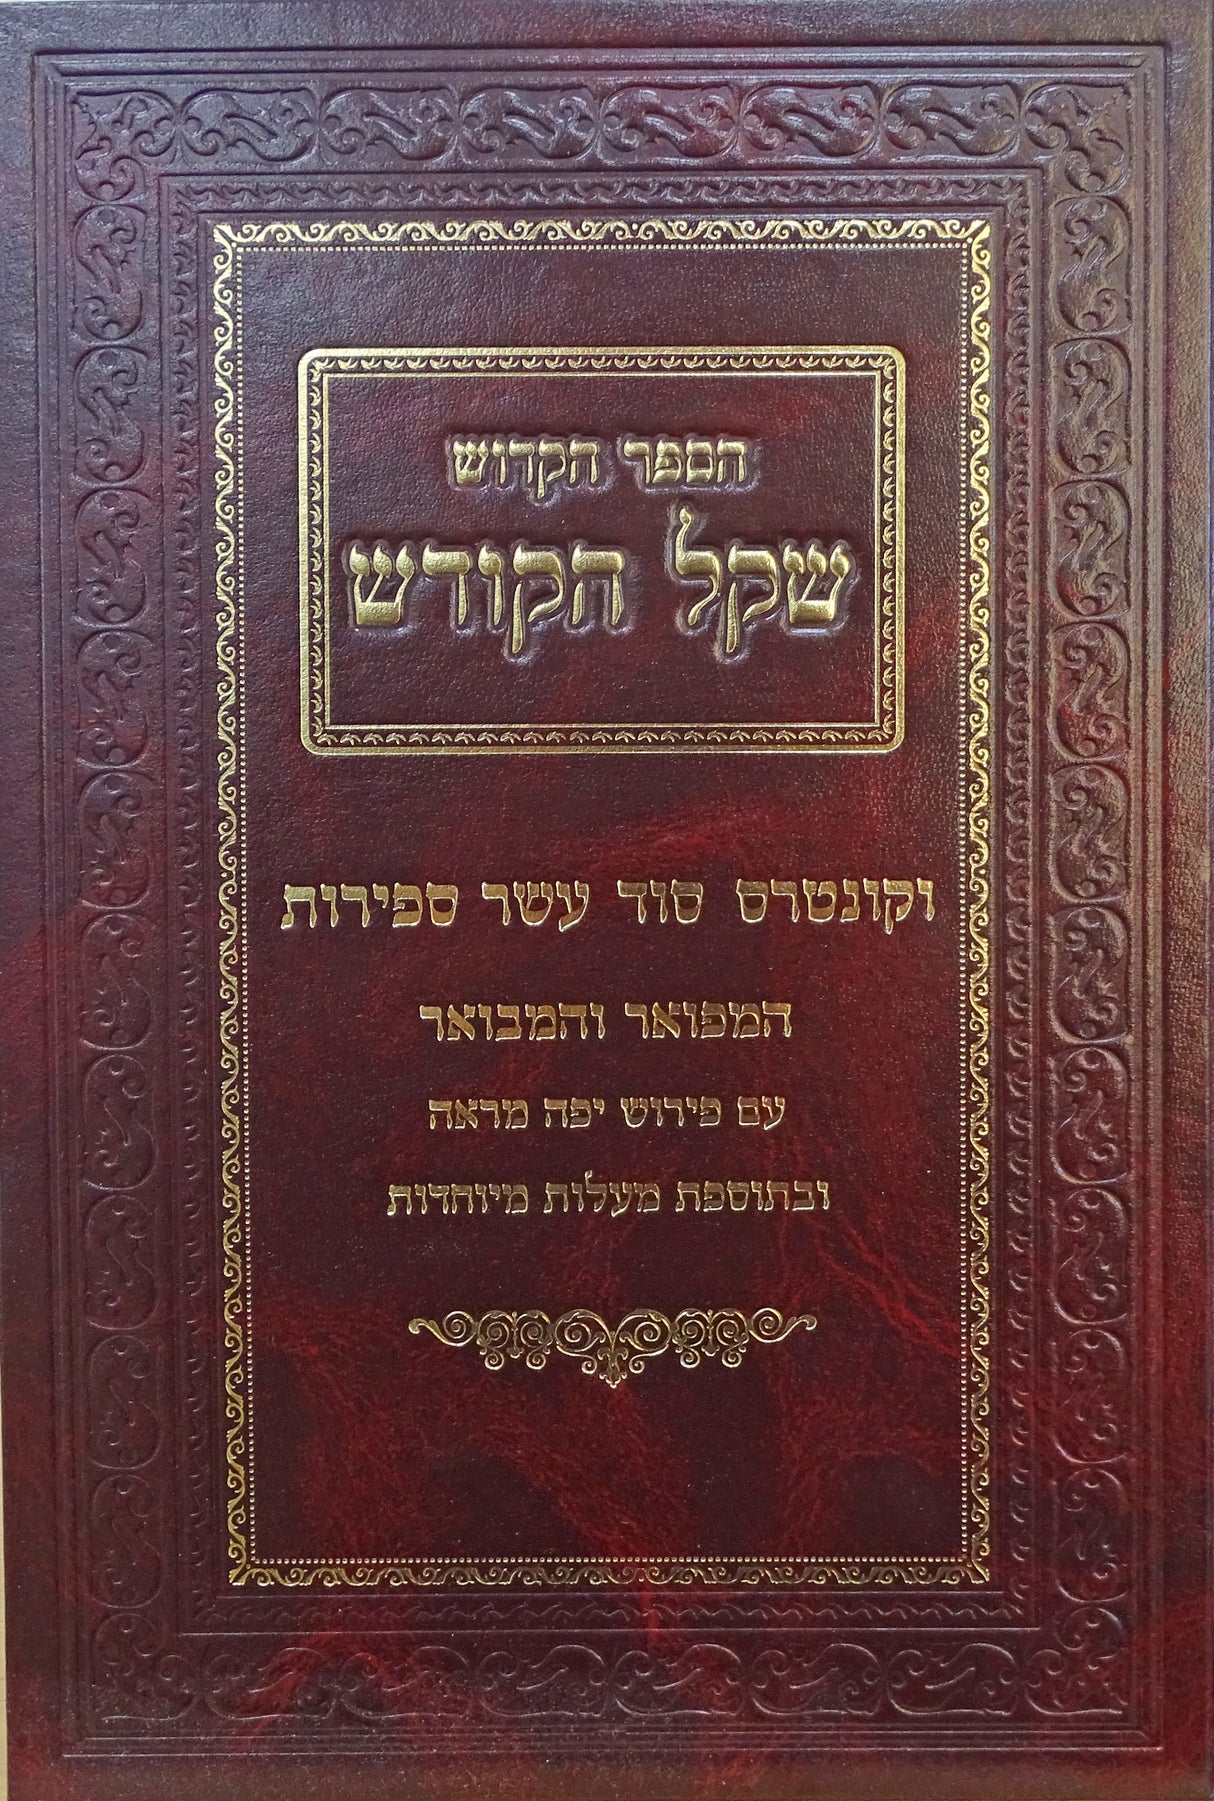 הספר הקדוש
שקל הקודש
וקונטרס סוד עשר ספירות
המפואר והמבואר
עם פירוש יפה מראה
ובתוספת מעלות מיוחדות